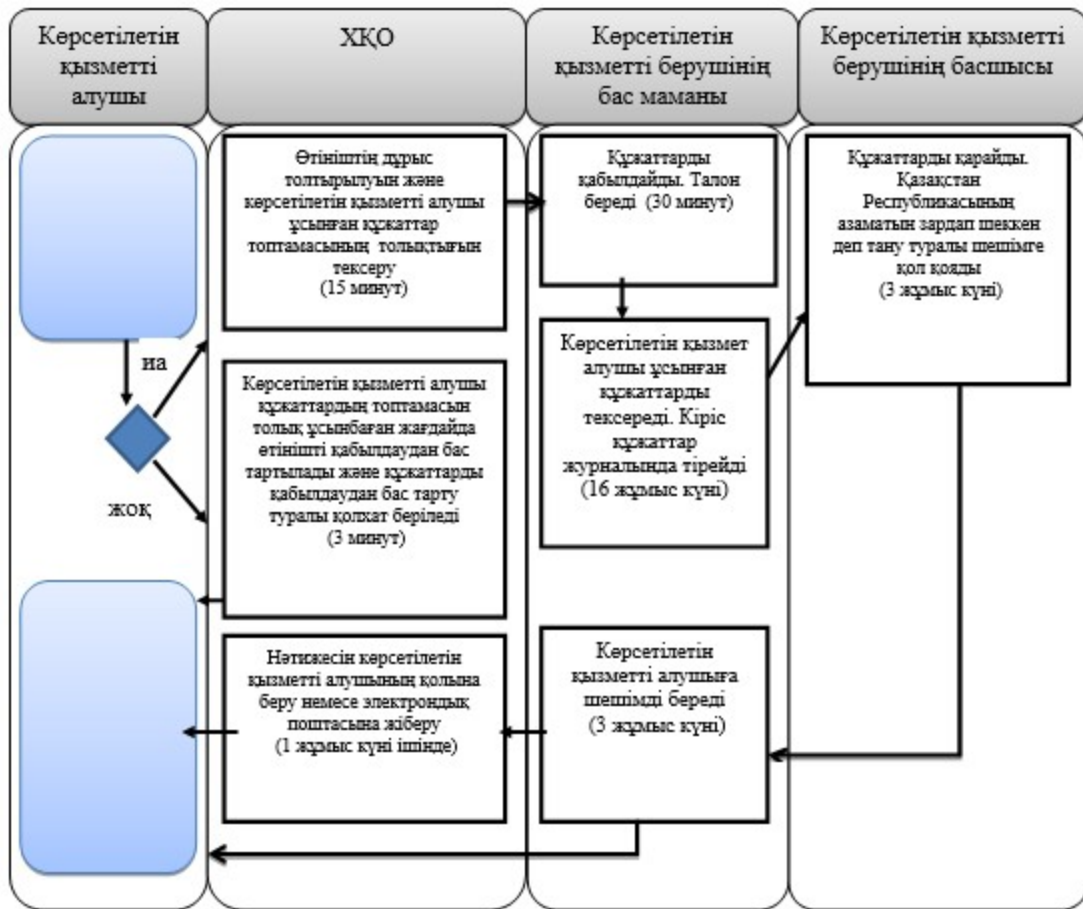 Көрсетілетін
қызметті
алушы
ХҚО
Көрсетілетін
қызметті берушінің
бас маманы
Көрсетілетін қызметті
берушінің басшысы
Өтініштің дұрыс
толтырылуын және
көрсетілетін қызметті алушы
ұсынған құжаттар
топтамасының толықтығын
тексеру
(15 минут)
Құжаттарды
қабылдайды. Талон
береді (30 минут)
Құжаттарды қарайды.
Қазақстан
Республикасының
азаматын зардап шеккен
деп тану туралы шешімге
қол қояды
(3 жұмыс күні)
иа
жоқ
Көрсетілетін қызметті алушы
құжаттардың топтамасын
толық ұсынбаған жағдайда
өтінішті қабылдаудан бас
тартылады және құжаттарды
қабылдаудан бас тарту
туралы қолхат беріледі
(3 минут)
Көрсетілетін қызмет
алушы ұсынған
құжаттарды
тексереді. Кіріс
құжаттар
журналында тірейді
(16 жұмыс күні)
Нәтижесін көрсетілетін
қызметті алушының қолына
беру немесе электрондық
поштасына жіберу
(1 жұмыс күні ішінде)
Көрсетілетін
қызметті алушыға
шешімді береді
(3 жұмыс күні)